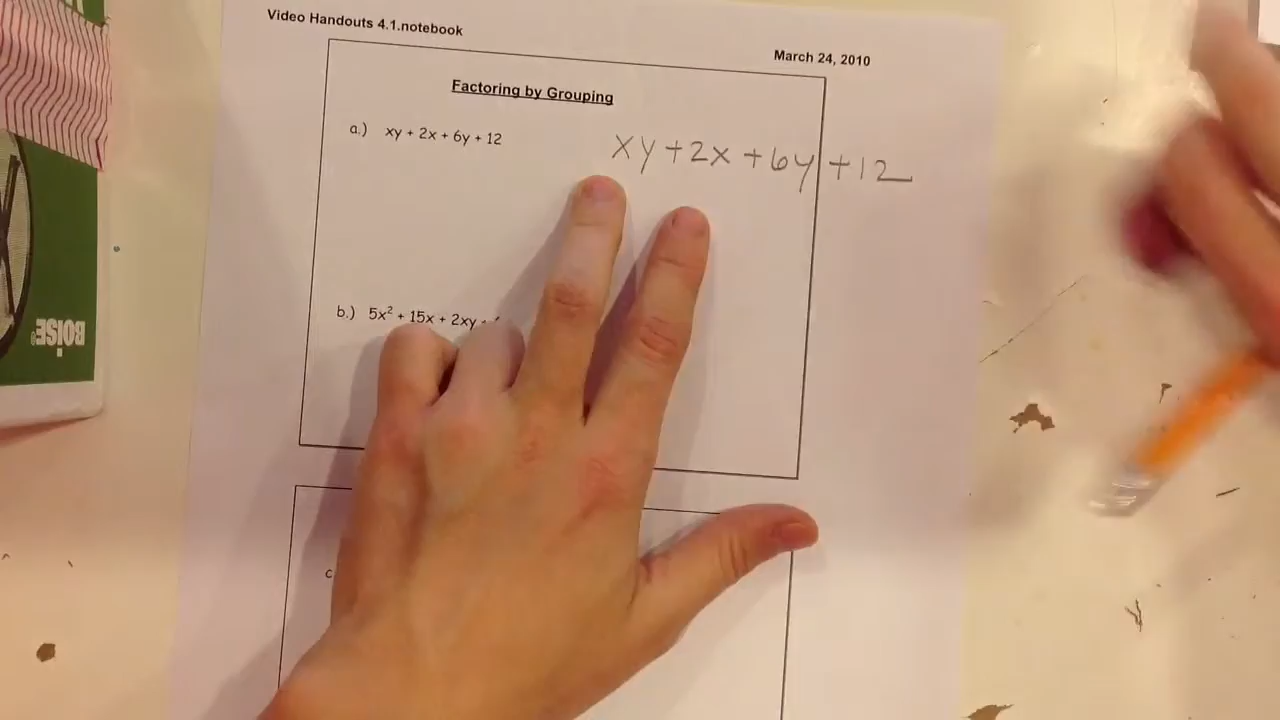 Video Handouts 4.1.notebook
March 24, 2010
Factoring by Grouping
a.) xy + 2x + 6y + 12
xy + 2x + 6y + 12
b.) 5x² + 15x + 2xy
c
BOISE